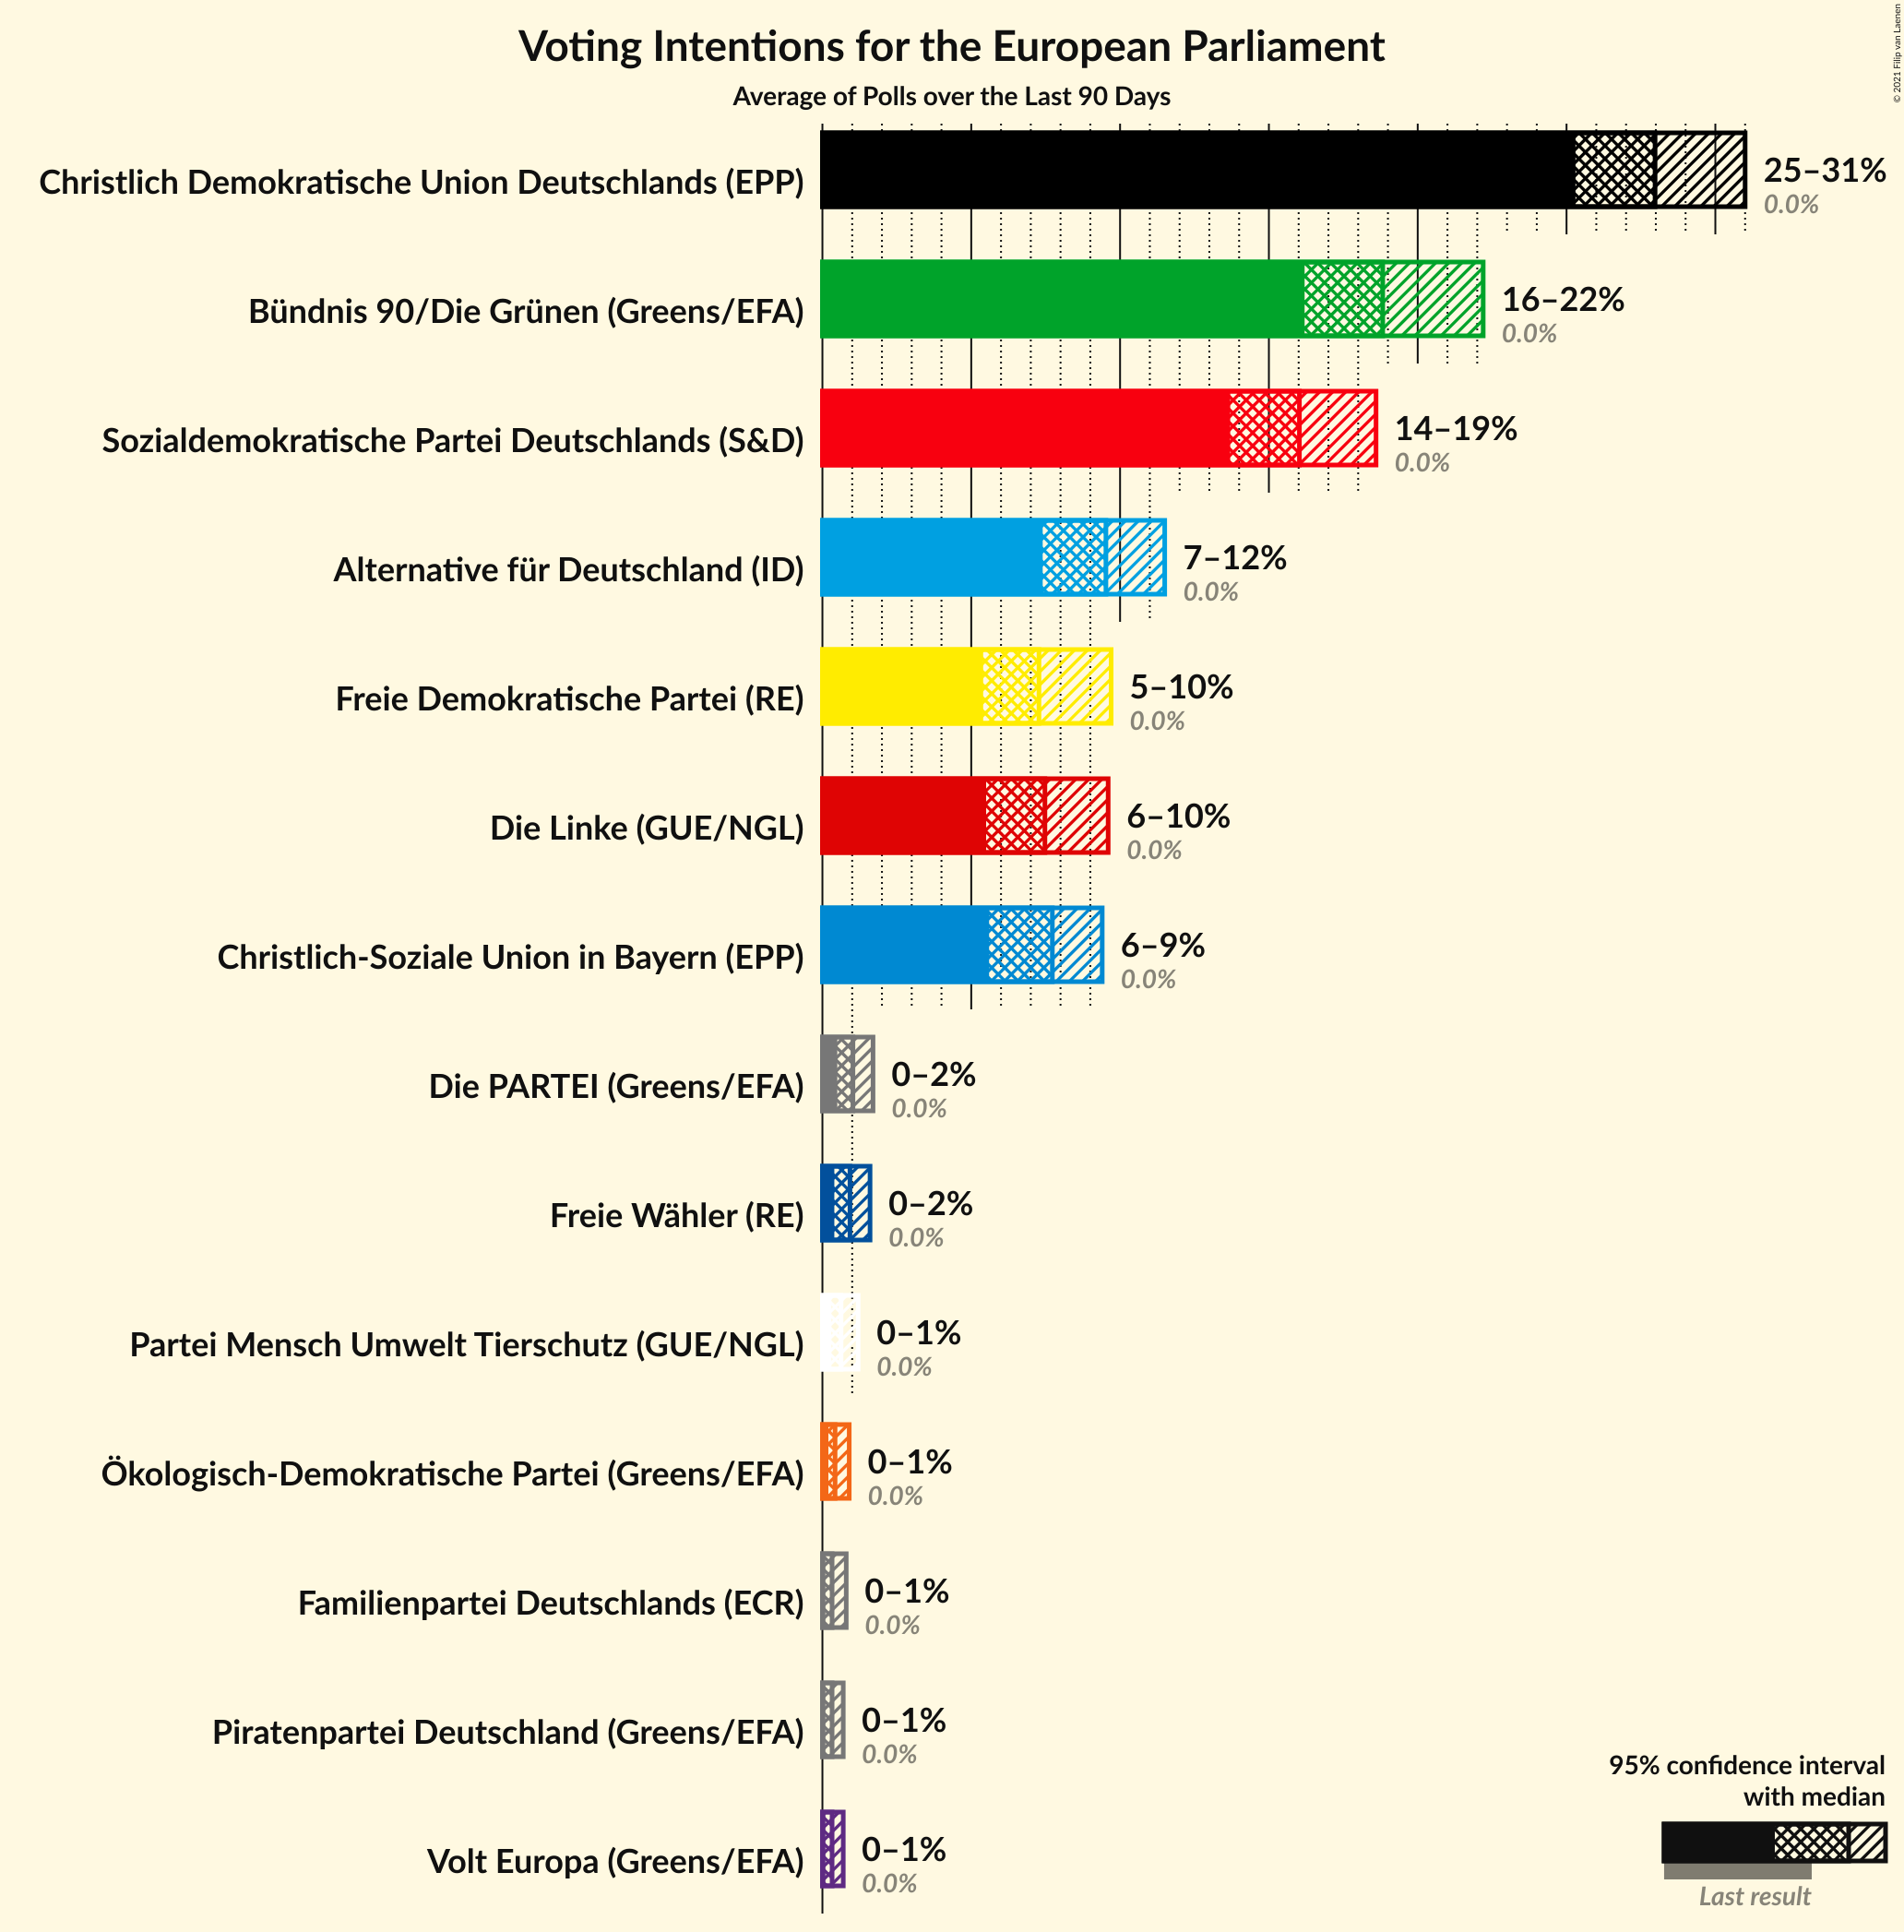 Voting Intentions for the European Parliament
Average of Polls over the Last 90 Days
© 2021 Filip van Laenen
Christlich Demokratische Union Deutschlands (EPP)
25–31%
0.0%
Bündnis 90/Die Grünen (Greens/EFA)
16–22%
0.0%
Sozialdemokratische Partei Deutschlands (S&D)
14–19%
0.0%
Alternative für Deutschland (ID)
7–12%
0.0%
Freie Demokratische Partei (RE)
5–10%
0.0%
Die Linke (GUE/NGL)
6–10%
0.0%
Christlich-Soziale Union in Bayern (EPP)
6–9%
0.0%
Die PARTEI (Greens/EFA)
0–2%
0.0%
Freie Wähler (RE)
0–2%
0.0%
Partei Mensch Umwelt Tierschutz (GUE/NGL)
0–1%
0.0%
Ökologisch-Demokratische Partei (Greens/EFA)
0–1%
0.0%
Familienpartei Deutschlands (ECR)
0–1%
0.0%
Piratenpartei Deutschland (Greens/EFA)
0–1%
0.0%
Volt Europa (Greens/EFA)
0–1%
0.0%
95% confidence interval
with median
Last result